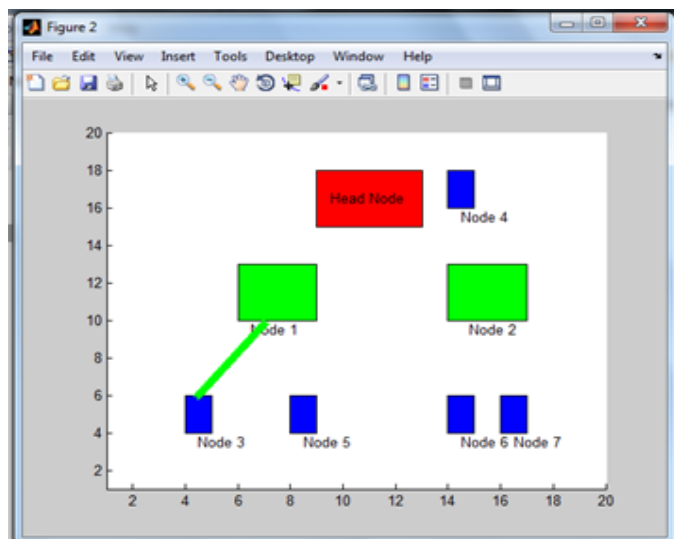 Figure 2
File Edit View Insert Tools Desktop Window Help
20
18
16
14
12
10
8
6
4
2
Head Node
Node 4
Node 1
Node 2
Node 3
Node 5
Node 6
Node 7
2 4 6 8 10 12 14 16 18 20